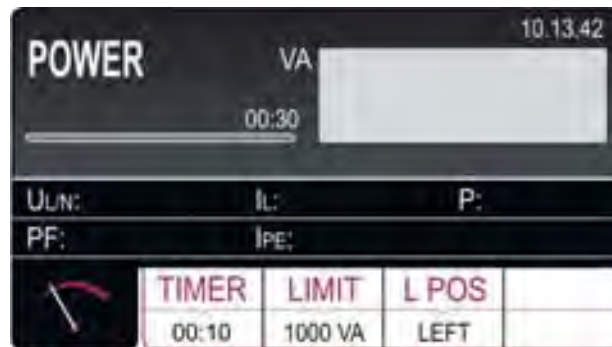 10.13.42
POWER VA
00:30
UL/N: IL: P:
PF: IPE:
TIMER LIMIT L POS
00:10 1000 VA LEFT